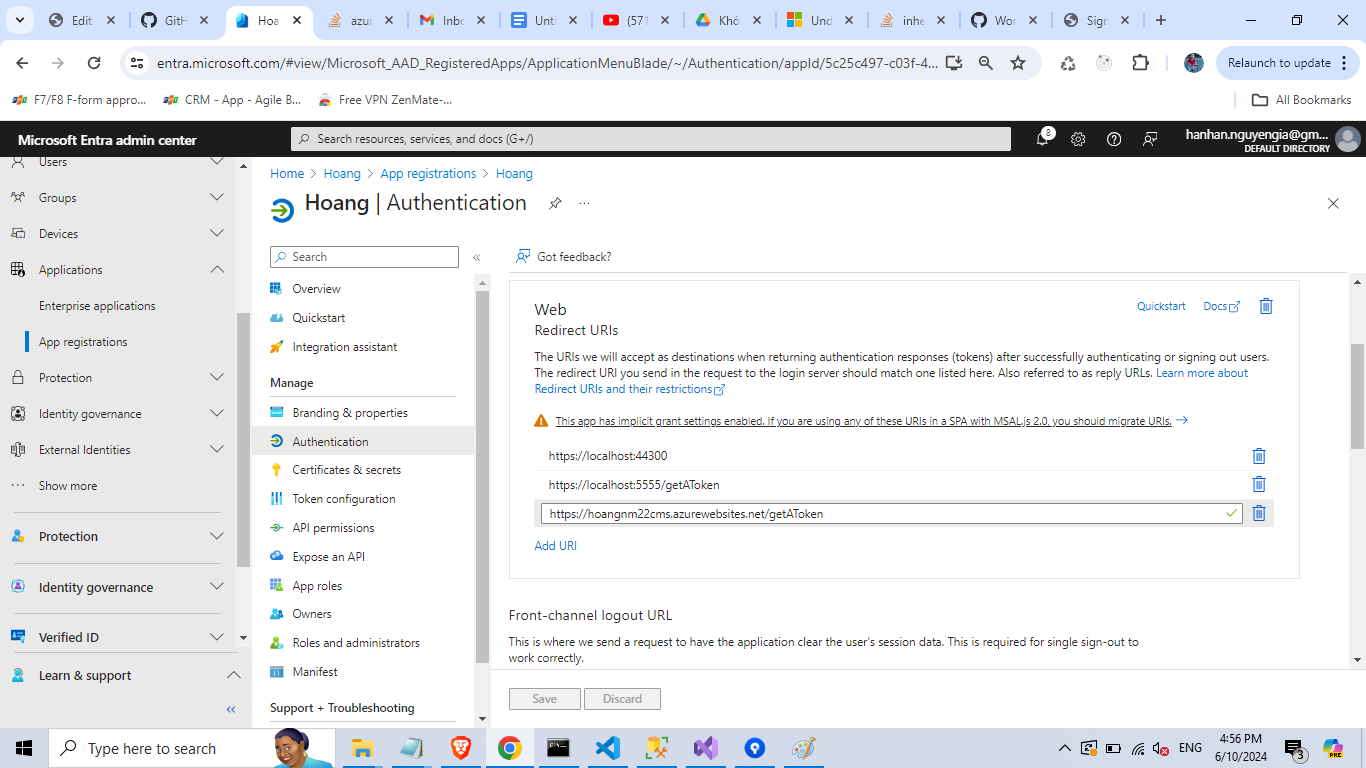 Edit
GitH
Hoa
azur
Inbo
Unti
(571
Khó
Und
inhe
Wor
Sign
entra.microsoft.com/#view/Microsoft_AAD_RegisteredApps/ApplicationMenuBlade/~/Authentication/appId/5c25c497-c03f-4...
Relaunch to update
F7/F8 F-form appro...
CRM - App - Agile B...
Free VPN ZenMate-...
All Bookmarks
Microsoft Entra admin center
Search resources, services, and docs (G+/)
8
hanhan.nguyengia@gm...
DEFAULT DIRECTORY
Users
Groups
Devices
Applications
Enterprise applications
App registrations
Protection
Identity governance
External Identities
Show more
Protection
Identity governance
Verified ID
Learn & support
Home > Hoang > App registrations > Hoang
Hoang | Authentication
Search
Overview
Quickstart
Integration assistant
Manage
Branding & properties
Authentication
Certificates & secrets
Token configuration
API permissions
Expose an API
App roles
Owners
Roles and administrators
Manifest
Support + Troubleshooting
Got feedback?
Web
Quickstart
Docs
Redirect URIs
The URIs we will accept as destinations when returning authentication responses (tokens) after successfully authenticating or signing out users.
The redirect URI you send in the request to the login server should match one listed here. Also referred to as reply URLs. Learn more about
Redirect URIs and their restrictions
This app has implicit grant settings enabled. If you are using any of these URIs in a SPA with MSAL.js 2.0, you should migrate URIs.
https://localhost:44300
https://localhost:5555/getAToken
https://hoangnm22cms.azurewebsites.net/getAToken
Add URI
Front-channel logout URL
This is where we send a request to have the application clear the user's session data. This is required for single sign-out to
work correctly.
Save
Discard
Type here to search
ENG
4:56 PM
6/10/2024
3
PRE